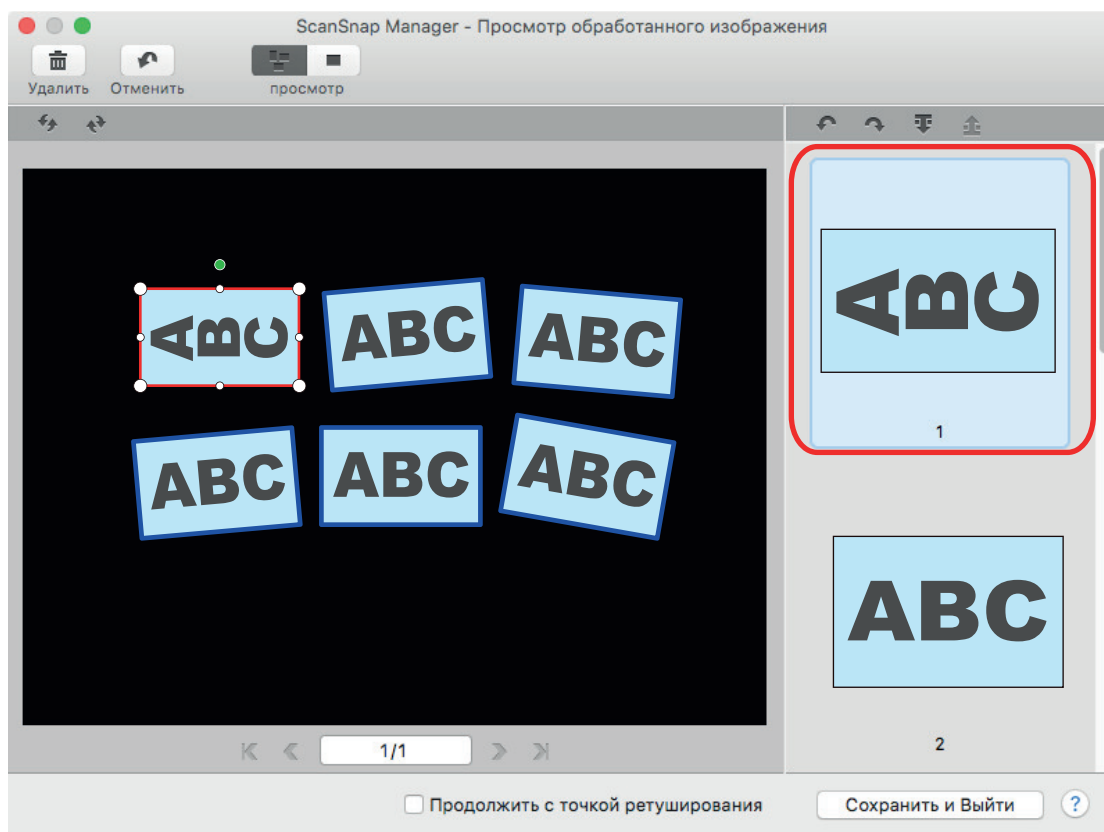 ScanSnap Manager - Просмотр обработанного изображения
Удалить Отменить просмотр
ABC ABC ABC
ABC ABC ABC
ABC
1
ABC
2
1/1
Продолжить с точкой ретуширования Сохранить и Выйти ?